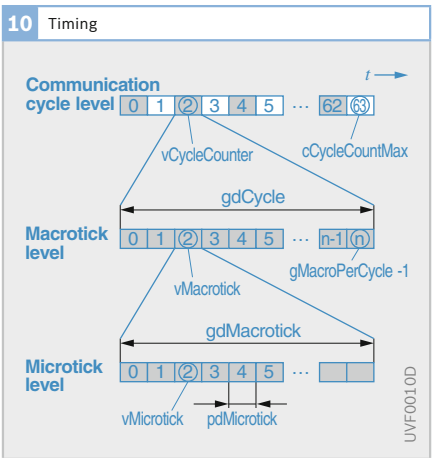 10 Timing
t
Communication
cycle level 0 1 2 3 4 5 ... 62 63
vCycleCounter cCycleCountMax
gdCycle
Macrotick
level 0 1 2 3 4 5 ... n-1 n
gMacroPerCycle -1
vMacrotick
gdMacrotick
Microtick
level 0 1 2 3 4 5 ...
vMicrotick pdMicrotick
UVF0010D